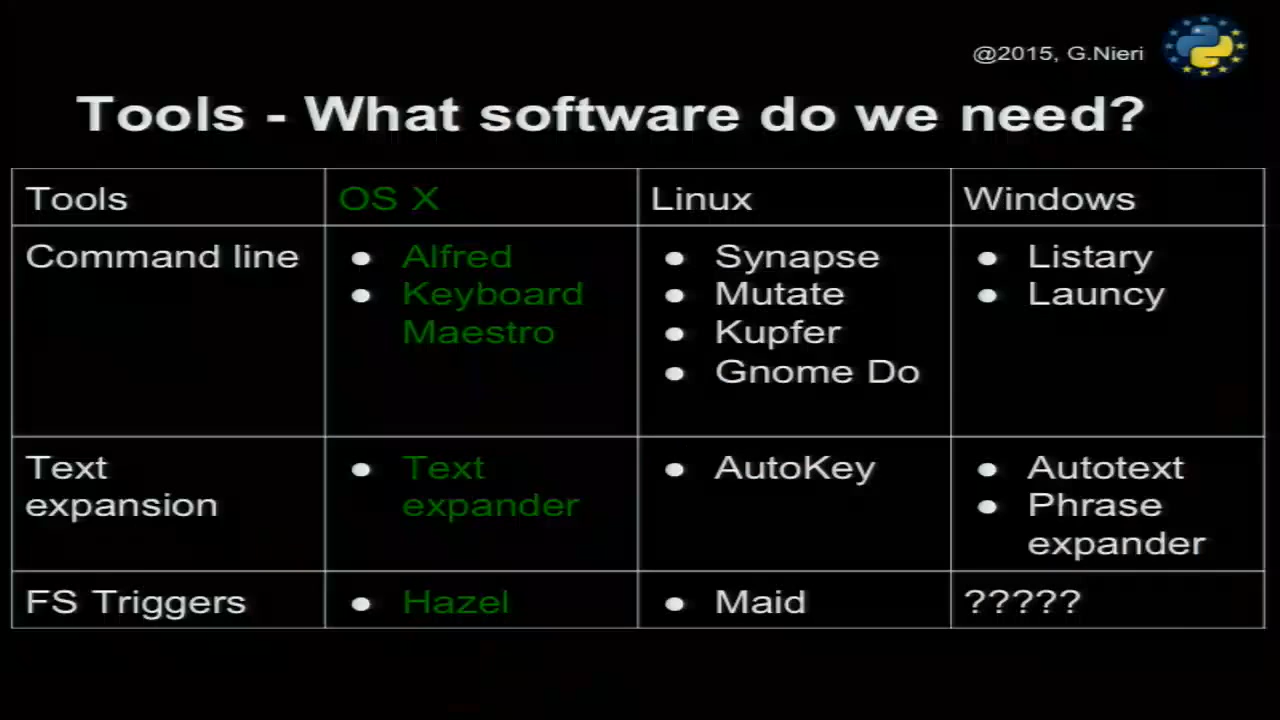 @2015, G.Nieri
Tools - What software do we need?
Tools
OS X
Linux
Windows
Command line
● Alfred
● Keyboard
Maestro
● Synapse
● Mutate
● Kupfer
● Gnome Do
● Listary
● Launcy
Text
expansion
● Text
expander
● AutoKey
● Autotext
● Phrase
expander
FS Triggers
● Hazel
● Maid
?????